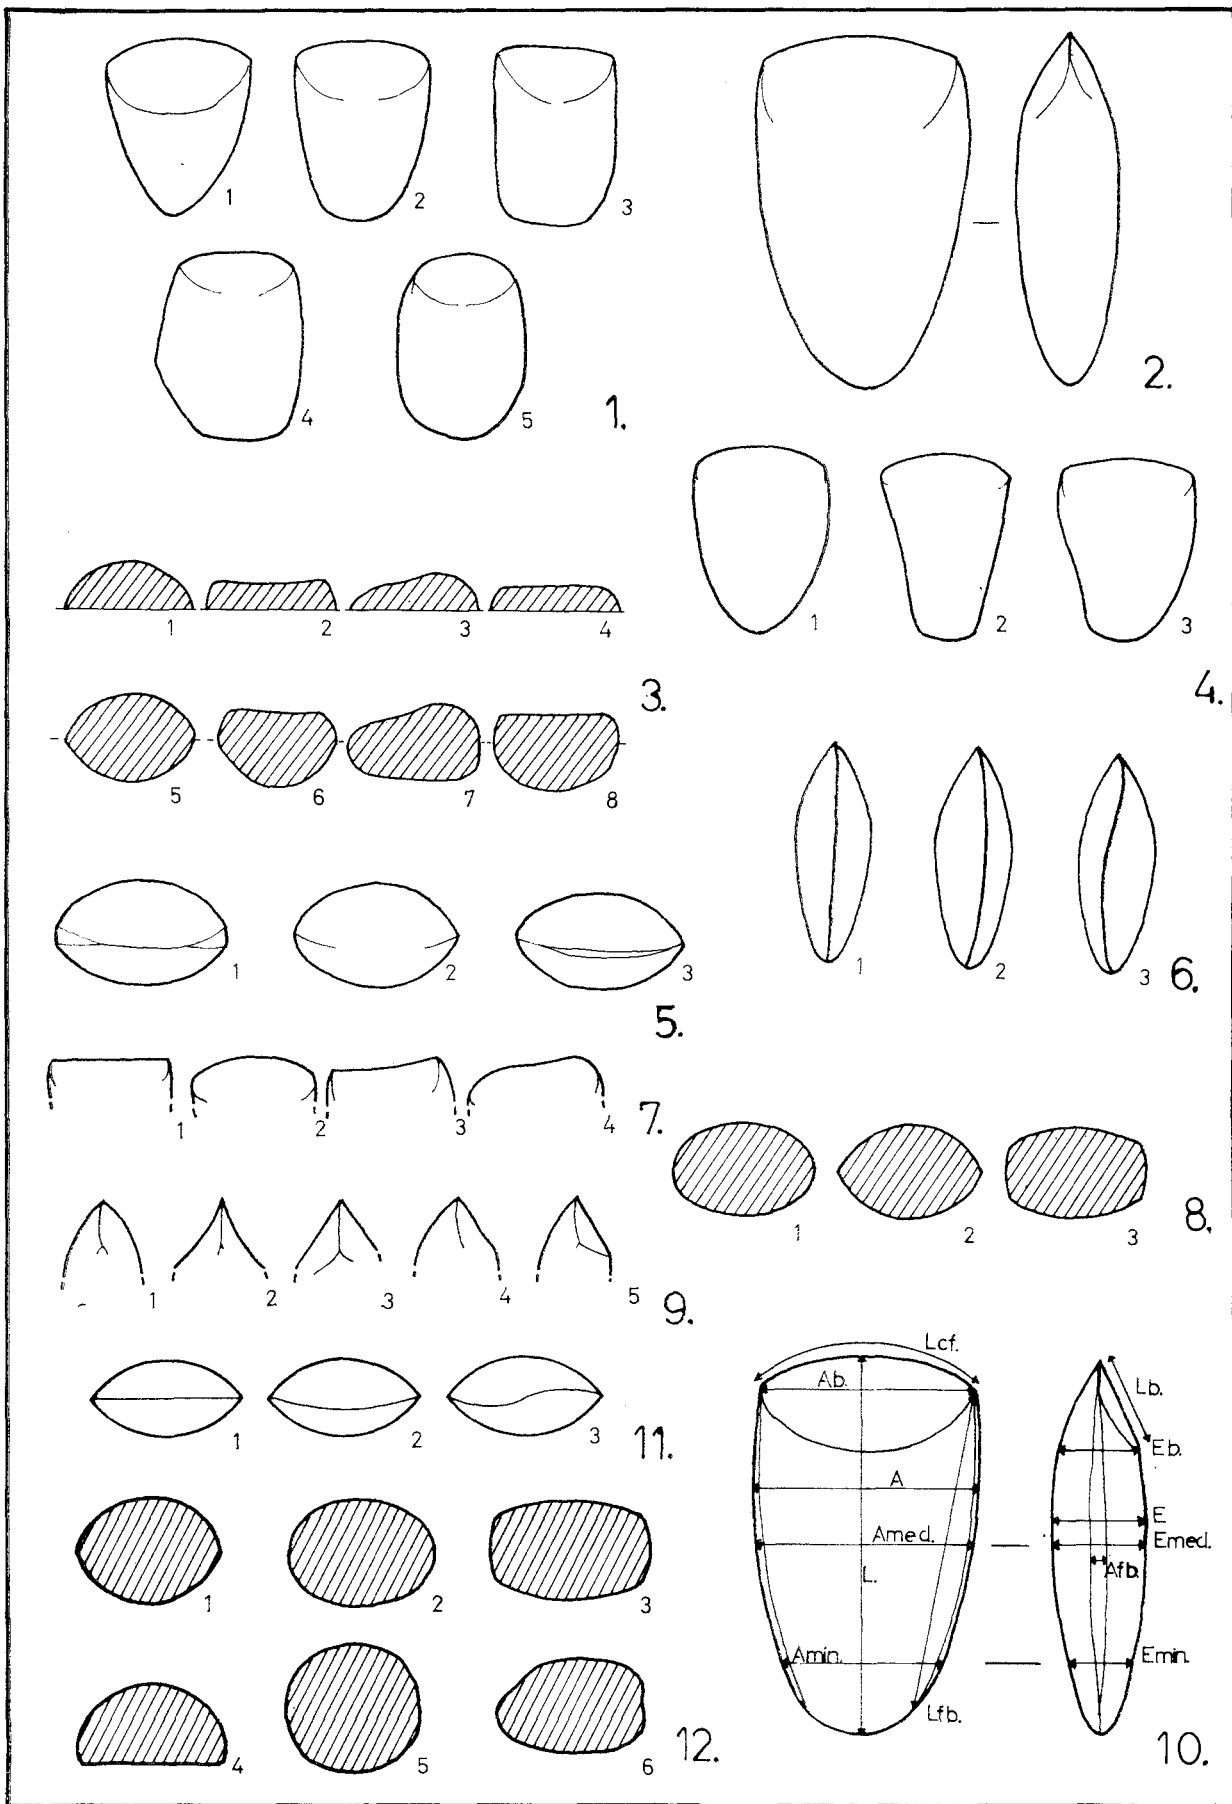 1 2 3
4 5 1.
2.
1 2 3 4
5 6 7 8 3.
1 2 3 4.
1 2 3 5.
1 2 3 6.
1 2 3 4 7.
1 2 3 8.
1 2 3 4 5 9.
Lcf.
Ab. Lb.
Eb.
A E
Amed. Emed.
L. Afb.
Amin. Emin.
Lfb.
10.
1 2 3 11.
1 2 3
4 5 6 12.